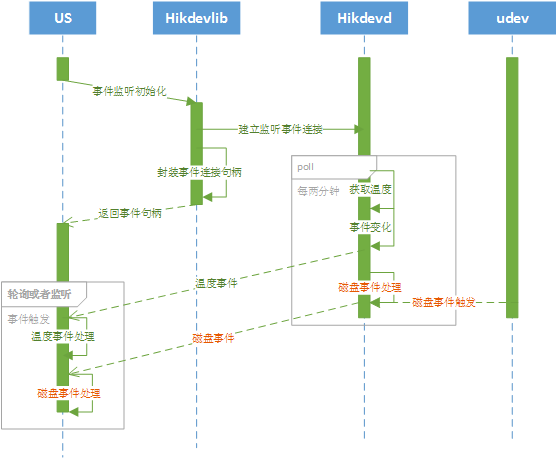 US
Hikdevlib
Hikdevd
udev
事件监听初始化
建立监听事件连接
封装事件连接句柄
poll
每两分钟
获取温度
返回事件句柄
事件变化
温度事件
磁盘事件处理
磁盘事件触发
轮询或者监听
事件触发
温度事件处理
磁盘事件
磁盘事件处理